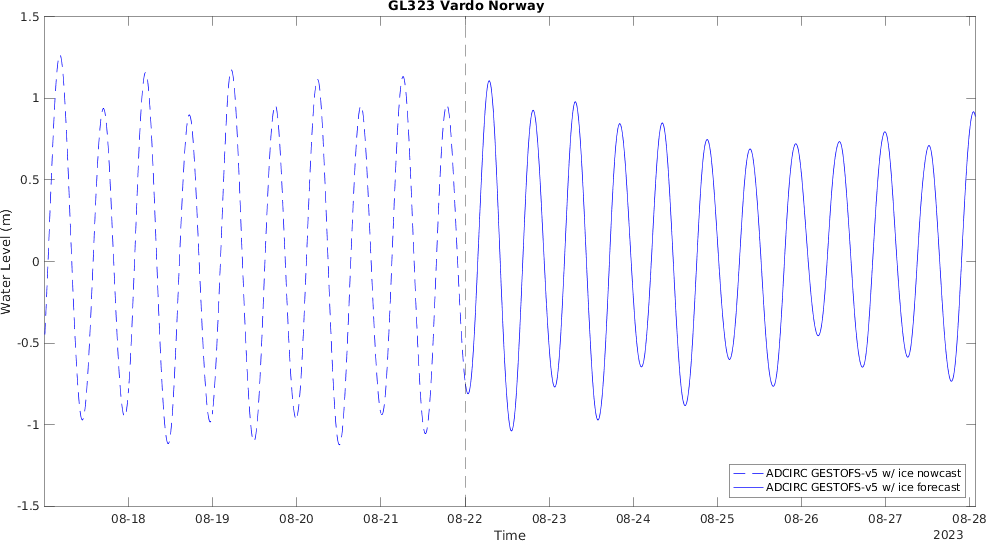 GL323 Vardo Norway
1.5
1
0.5
0
-0.5
-1
-1.5
Water Level (m)
08-18 08-19 08-20 08-21 08-22 08-23 08-24 08-25 08-26 08-27 08-28
Time
2023
ADCIRC GESTOFS-v5 w/ ice nowcast
ADCIRC GESTOFS-v5 w/ ice forecast